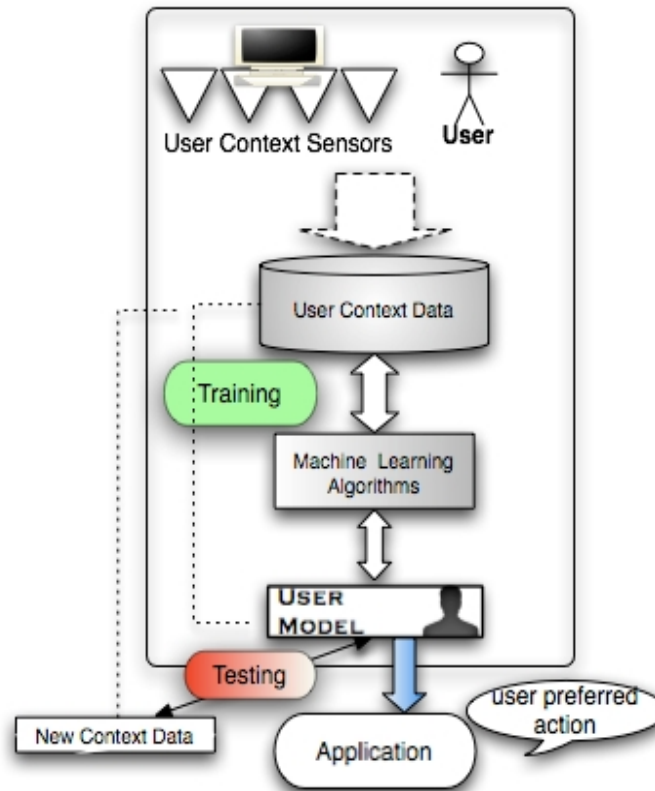 User Context Sensors
User
User Context Data
Training
Machine Learning
Algorithms
USER
MODEL
Testing
New Context Data
Application
user preferred
action